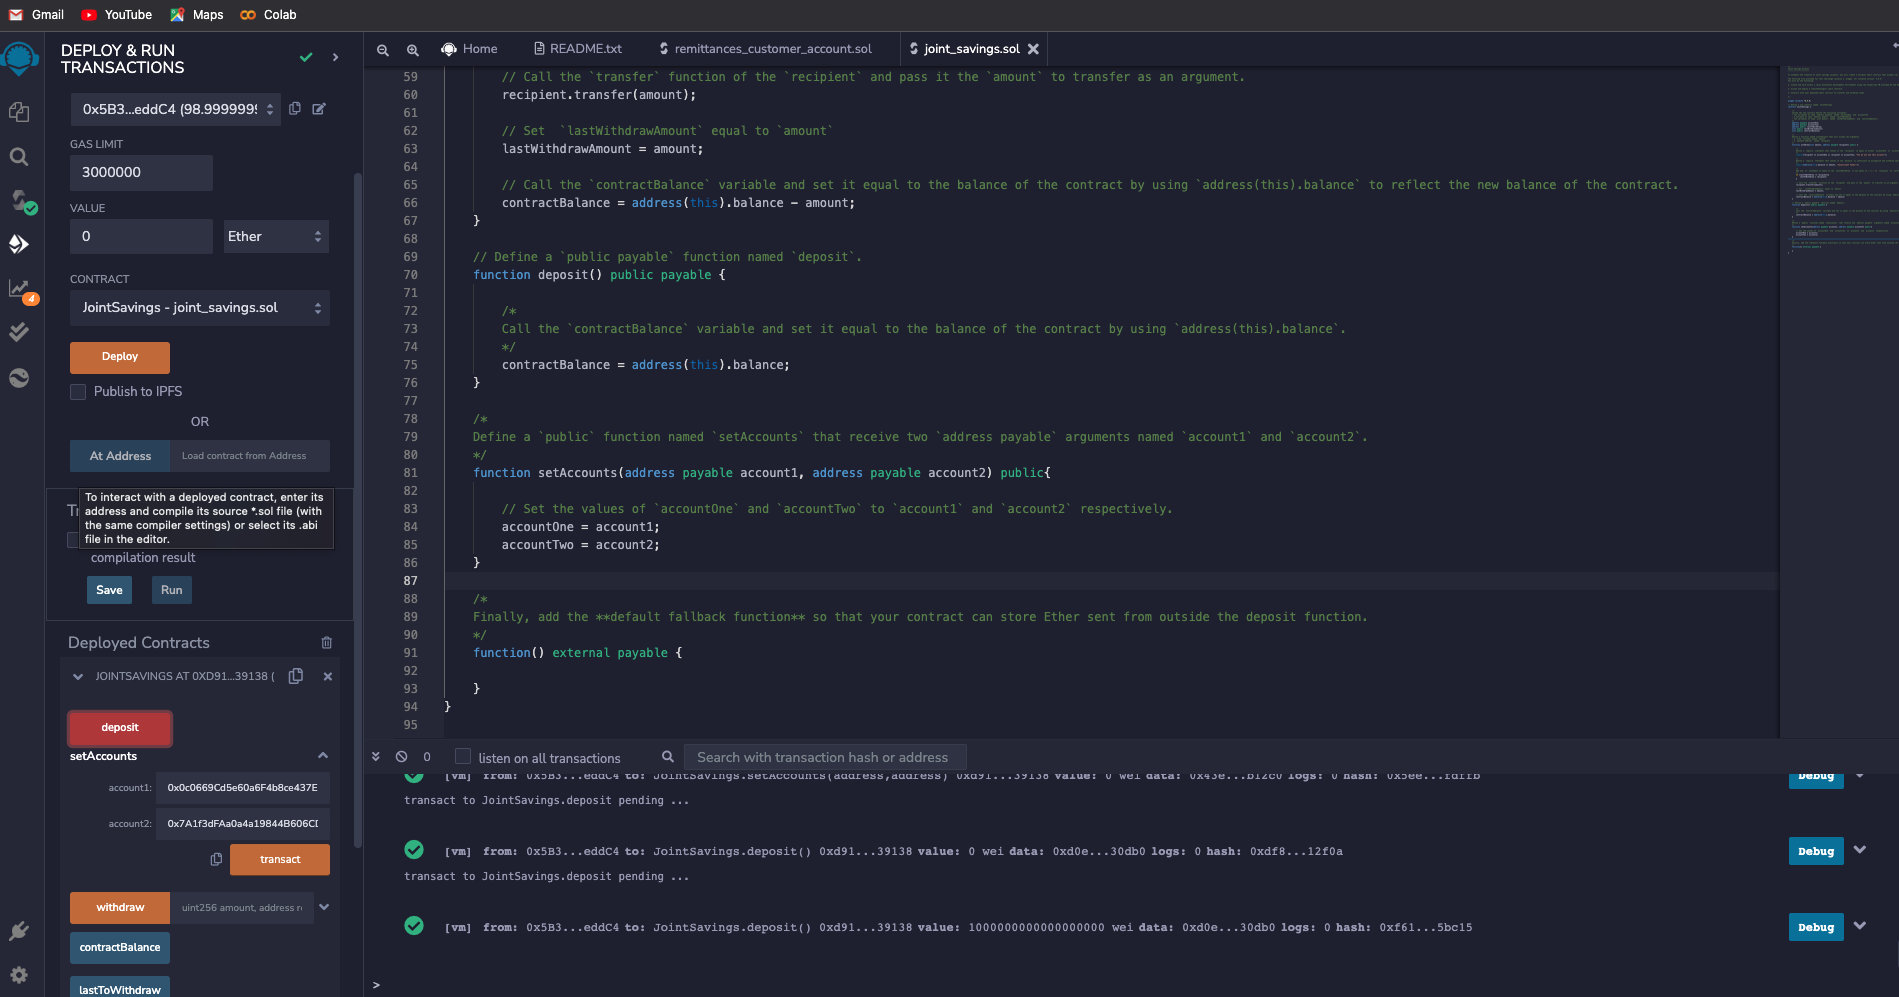 Gmail YouTube Maps Colab
DEPLOY & RUN
TRANSACTIONS
0x5B3...eddC4 (98.9999999
GAS LIMIT
3000000
VALUE
0 Ether
CONTRACT
JointSavings - joint_savings.sol
Deploy
Publish to IPFS
OR
At Address Load contract from Address
To interact with a deployed contract, enter its
address and compile its source *.sol file (with
the same compiler settings) or select its .abi
file in the editor.
compilation result
Save Run
Deployed Contracts
JOINTSAVINGS AT 0XD91...39138 (
deposit
setAccounts
account1: 0x0c0669Cd5e60a6F4b8ce437E
account2: 0x7A1f3dFAa0a4a19844B606CD
transact
withdraw uint256 amount, address re
contractBalance
lastToWithdraw
4
Home README.txt remittances_customer_account.sol joint_savings.sol
59 // Call the `transfer` function of the `recipient` and pass it the `amount` to transfer as an argument.
60 recipient.transfer(amount);
61
62 // Set  `lastWithdrawAmount` equal to `amount`
63 lastWithdrawAmount = amount;
64
65 // Call the `contractBalance` variable and set it equal to the balance of the contract by using `address(this).balance` to reflect the new balance of the contract.
66 contractBalance = address(this).balance - amount;
67 }
68
69 // Define a `public payable` function named `deposit`.
70 function deposit() public payable {
71
72 /*
73 Call the `contractBalance` variable and set it equal to the balance of the contract by using `address(this).balance`.
74 */
75 contractBalance = address(this).balance;
76 }
77
78 /*
79 Define a `public` function named `setAccounts` that receive two `address payable` arguments named `account1` and `account2`.
80 */
81 function setAccounts(address payable account1, address payable account2) public{
82
83 // Set the values of `accountOne` and `accountTwo` to `account1` and `account2` respectively.
84 accountOne = account1;
85 accountTwo = account2;
86 }
87
88 /*
89 Finally, add the **default fallback function** so that your contract can store Ether sent from outside the deposit function.
90 */
91 function() external payable {
92
93 }
94 }
95
0 listen on all transactions Search with transaction hash or address
[vm] from: 0x5B3...eddC4 to: JointSavings.setAccounts(address,address) 0xd91...39138 value: 0 wei data: 0x43e...b12c0 logs: 0 hash: 0x5ee...fdffb Debug
transact to JointSavings.deposit pending ...
[vm] from: 0x5B3...eddC4 to: JointSavings.deposit() 0xd91...39138 value: 0 wei data: 0xd0e...30db0 logs: 0 hash: 0xdf8...12f0a Debug
transact to JointSavings.deposit pending ...
[vm] from: 0x5B3...eddC4 to: JointSavings.deposit() 0xd91...39138 value: 1000000000000000000 wei data: 0xd0e...30db0 logs: 0 hash: 0xf61...5bc15 Debug
>